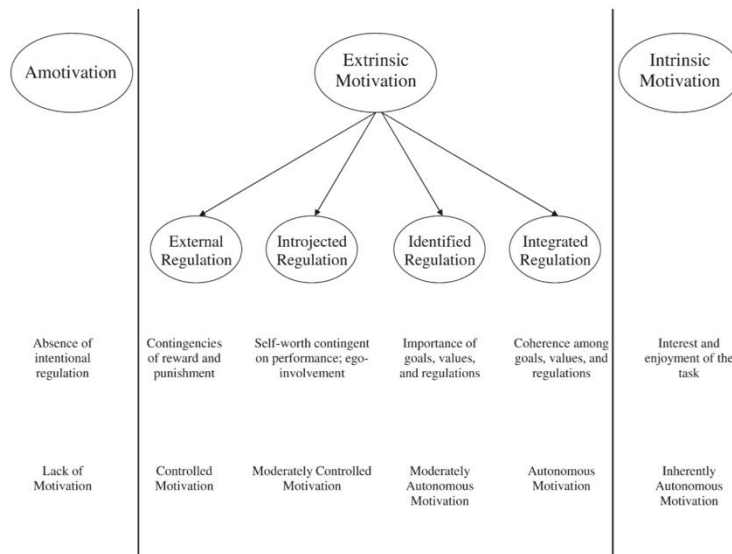 Amotivation
Extrinsic
Motivation
Intrinsic
Motivation
External
Regulation
Introjected
Regulation
Identified
Regulation
Integrated
Regulation
Absence of
intentional
regulation
Contingencies
of reward and
punishment
Self-worth contingent
on performance; ego-
involvement
Importance of
goals, values,
and regulations
Coherence among
goals, values, and
regulations
Interest and
enjoyment of the
task
Lack of
Motivation
Controlled
Motivation
Moderately Controlled
Motivation
Moderately
Autonomous
Motivation
Autonomous
Motivation
Inherently
Autonomous
Motivation